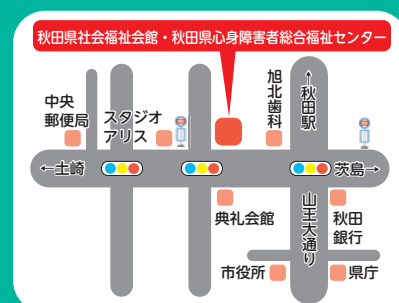 秋田県社会福祉会館・秋田県心身障害者総合福祉センター
中央
郵便局
スタジオ
アリス
旭北歯科
↑秋田駅
←土崎
茨島→
典礼会館
山王大通り
秋田
銀行
市役所
県庁